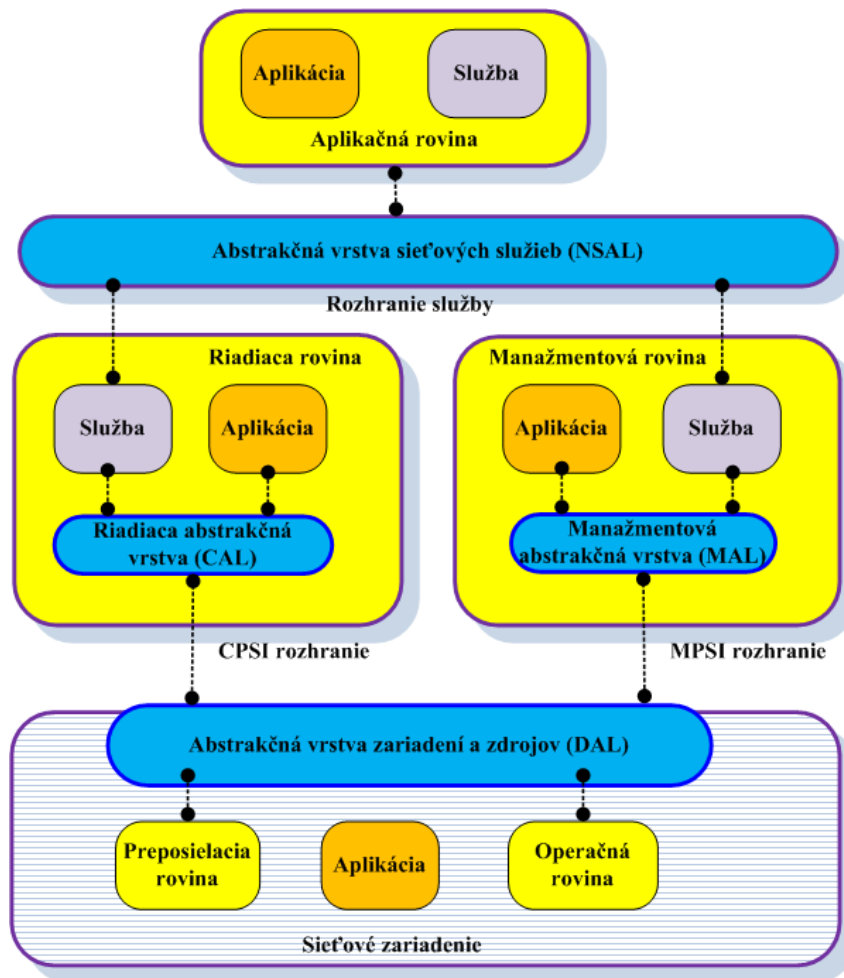 Aplikácia
Služba
Aplikačná rovina
Abstrakčná vrstva sieťových služieb (NSAL)
Rozhranie služby
Riadiaca rovina
Manažmentová rovina
Služba
Aplikácia
Aplikácia
Služba
Riadiaca abstrakčná
vrstva (CAL)
Manažmentová
abstrakčná vrstva (MAL)
CPSI rozhranie
MPSI rozhranie
Abstrakčná vrstva zariadení a zdrojov (DAL)
Preposielacia
rovina
Aplikácia
Operačná
rovina
Sieťové zariadenie